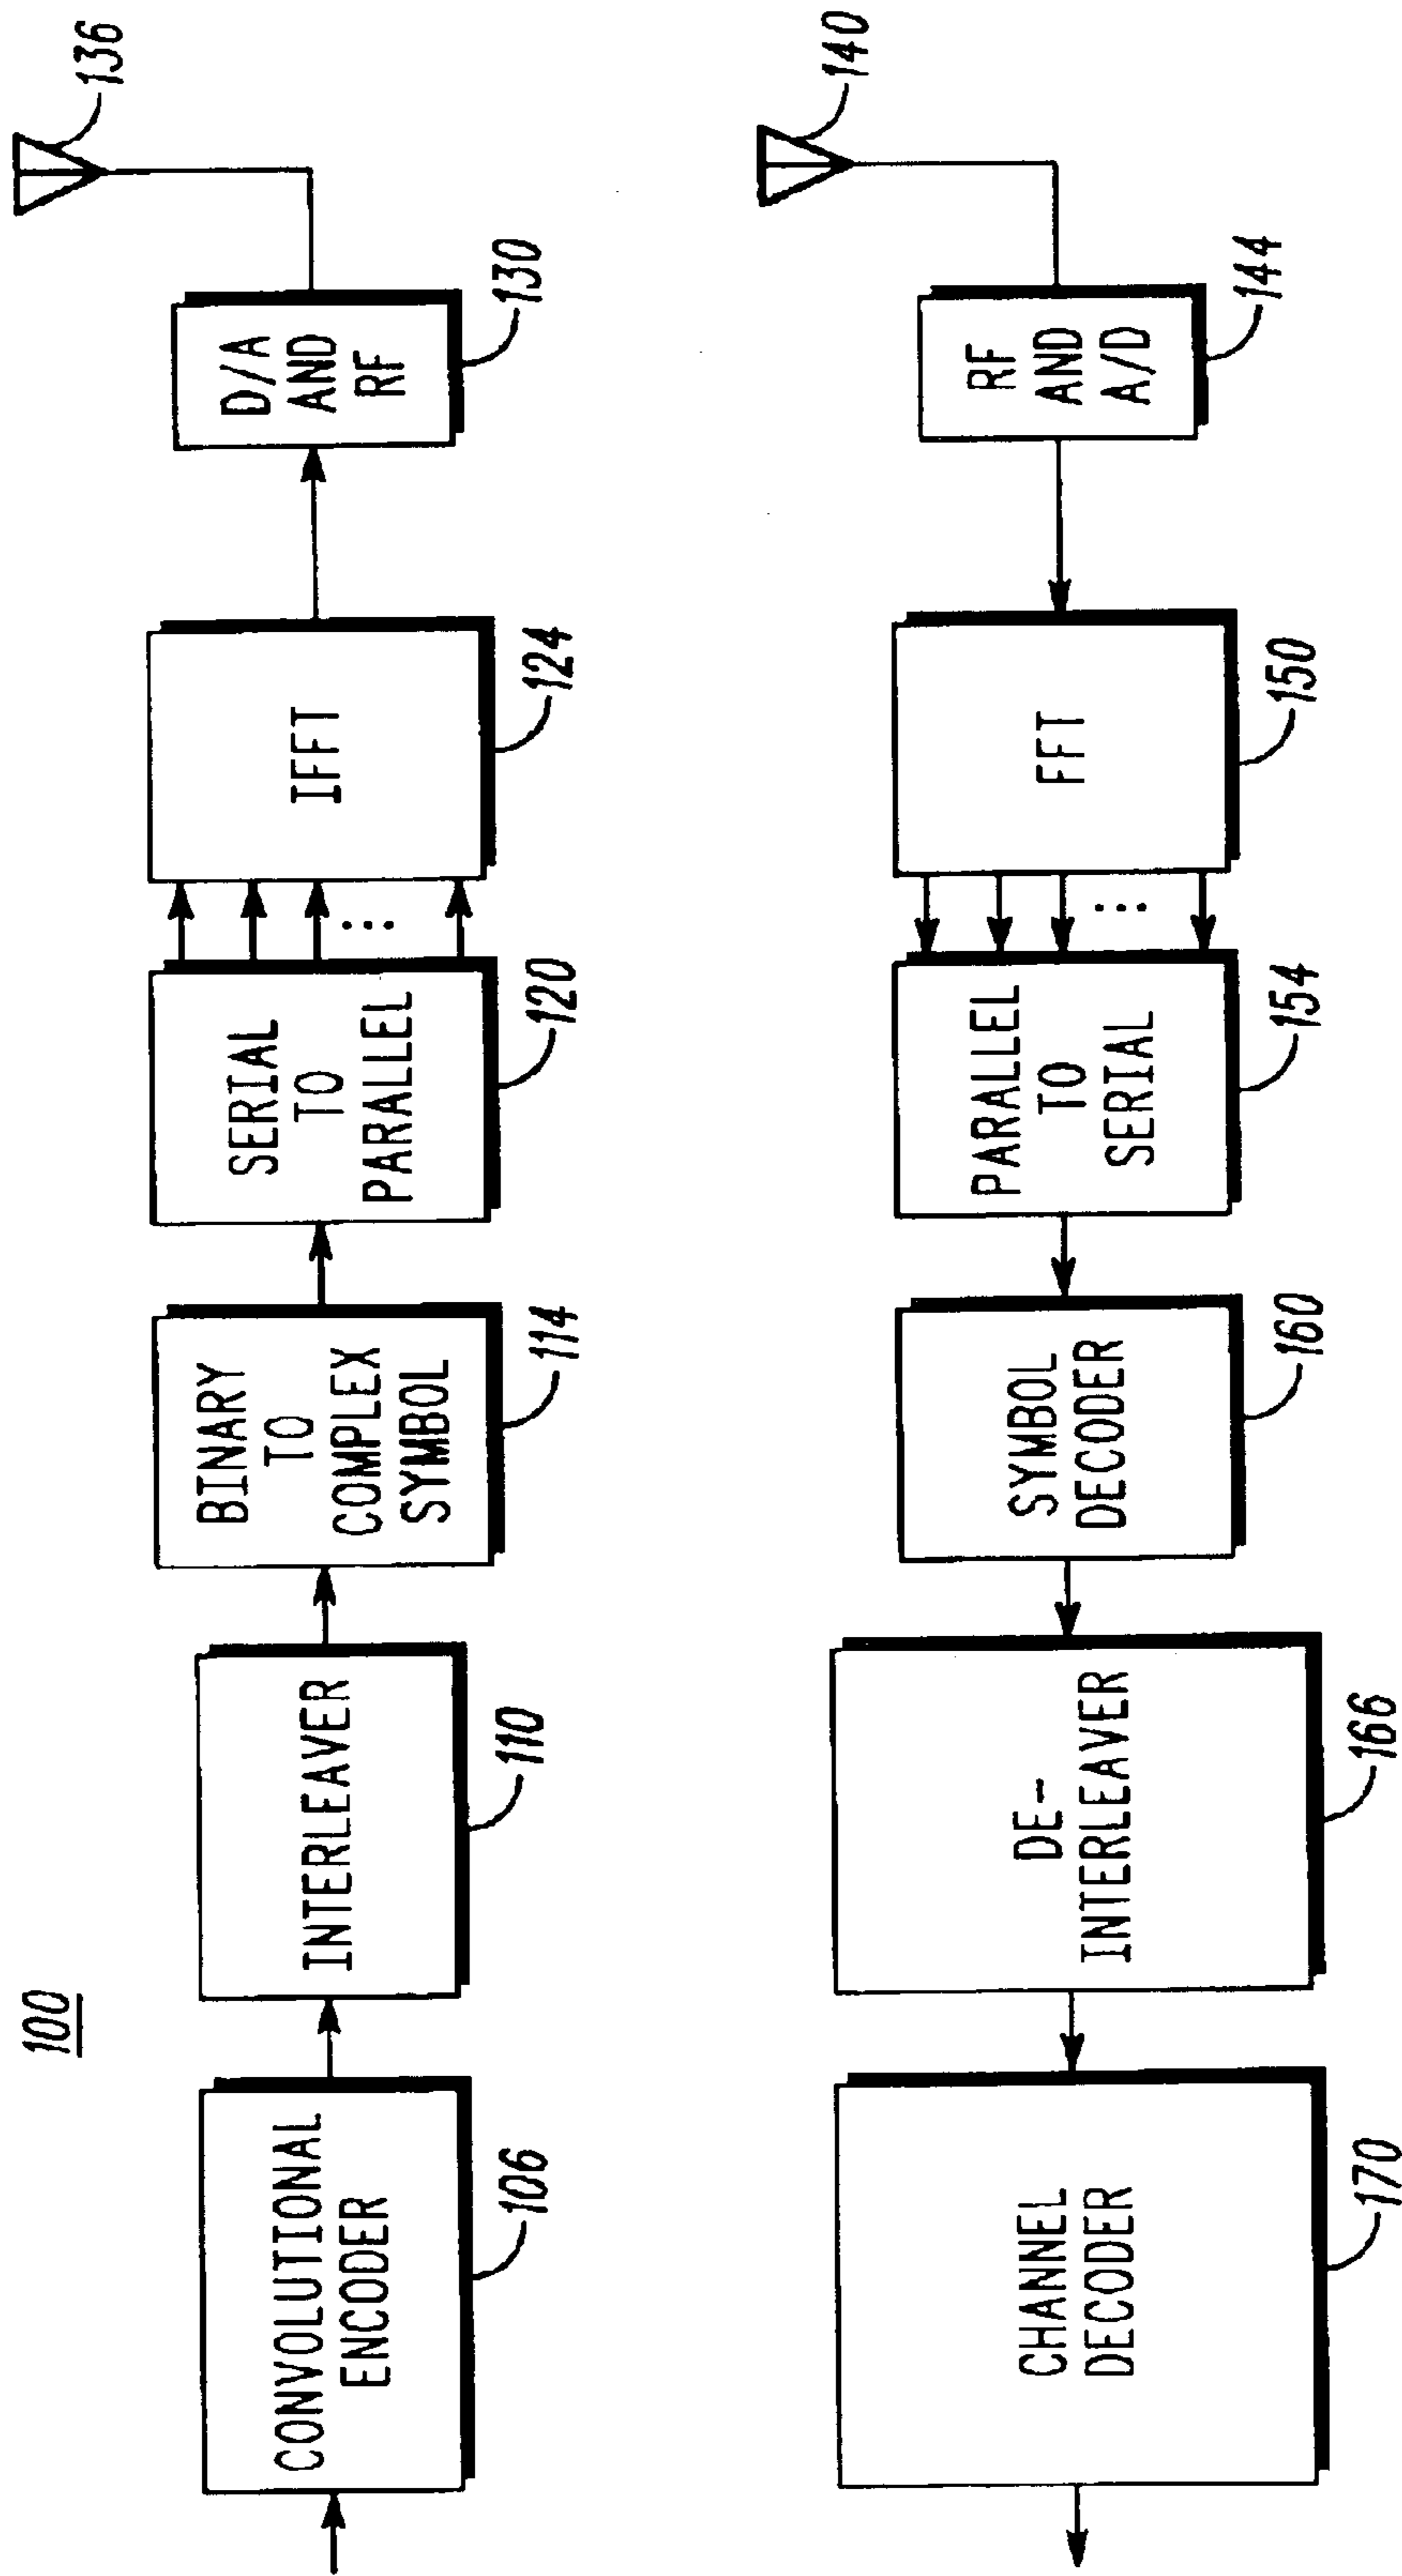 100
CONVOLUTIONAL
ENCODER
106
INTERLEAVER
110
BINARY
TO
COMPLEX
SYMBOL
114
SERIAL
TO
PARALLEL
120
IFFT
124
D/A
AND
RF
130
136
CHANNEL
DECODER
170
DE-
INTERLEAVER
166
SYMBOL
DECODER
160
PARALLEL
TO
SERIAL
154
FFT
150
RF
AND
A/D
144
140